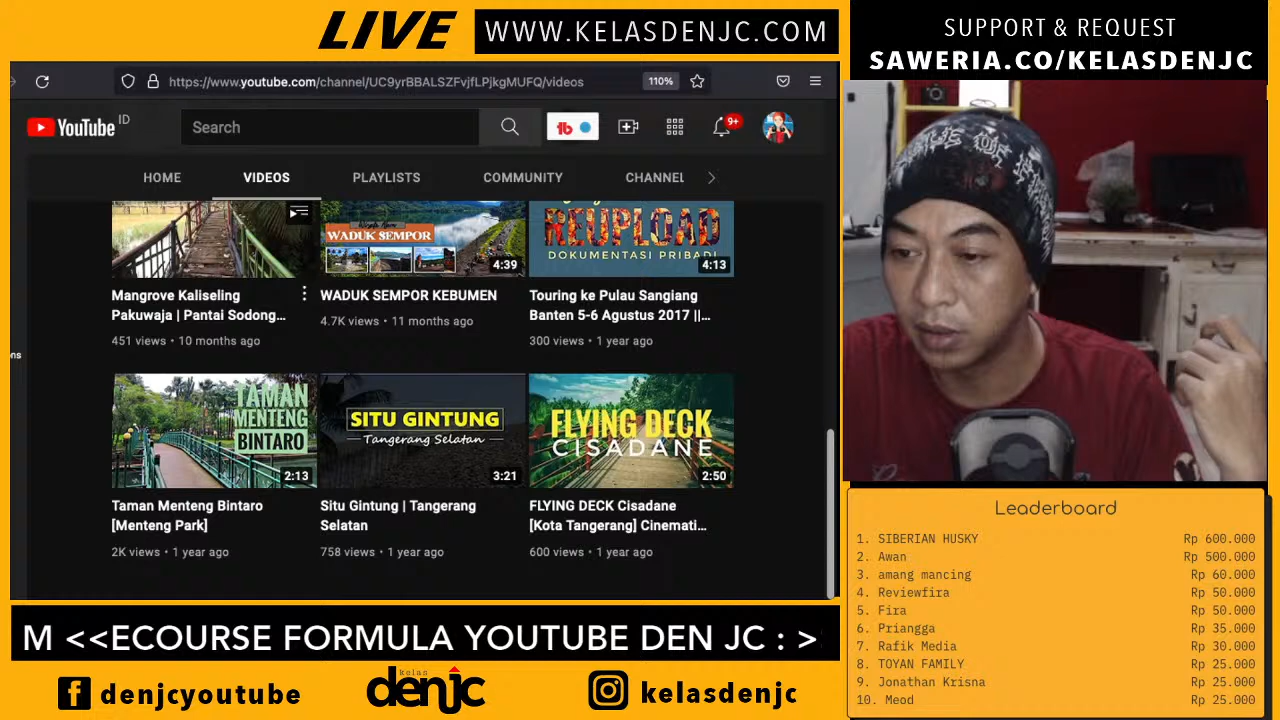 LIVE
WWW.KELASDENJC.COM
SUPPORT & REQUEST
SAWERIA.CO/KELASDENJC
https://www.youtube.com/channel/UC9yrBBALSZFvjfLPjkgMUFQ/videos
110%
YouTube ID
Search
9+
HOME
VIDEOS
PLAYLISTS
COMMUNITY
CHANNEL
WADUK SEMPOR
4:39
REUPLOAD
DOKUMENTASI PRIBADI
4:13
Mangrove Kaliseling
Pakuwaja | Pantai Sodong...
451 views • 10 months ago
WADUK SEMPOR KEBUMEN
4.7K views • 11 months ago
Touring ke Pulau Sangiang
Banten 5-6 Agustus 2017 ||...
300 views • 1 year ago
ons
TAMAN
MENTENG
BINTARO
2:13
SITU GINTUNG
Tangerang Selatan
3:21
FLYING DECK
CISADANE
2:50
Taman Menteng Bintaro
[Menteng Park]
2K views • 1 year ago
Situ Gintung | Tangerang
Selatan
758 views • 1 year ago
FLYING DECK Cisadane
[Kota Tangerang] Cinemati...
600 views • 1 year ago
Leaderboard
1. SIBERIAN HUSKY Rp 600.000
2. Awan Rp 500.000
3. amang mancing Rp 60.000
4. Reviewfira Rp 50.000
5. Fira Rp 50.000
6. Priangga Rp 35.000
7. Rafik Media Rp 30.000
8. TOYAN FAMILY Rp 25.000
9. Jonathan Krisna Rp 25.000
10. Meod Rp 25.000
M <<ECOURSE FORMULA YOUTUBE DEN JC : >
denjcyoutube
kelas
denjc
kelasdenjc